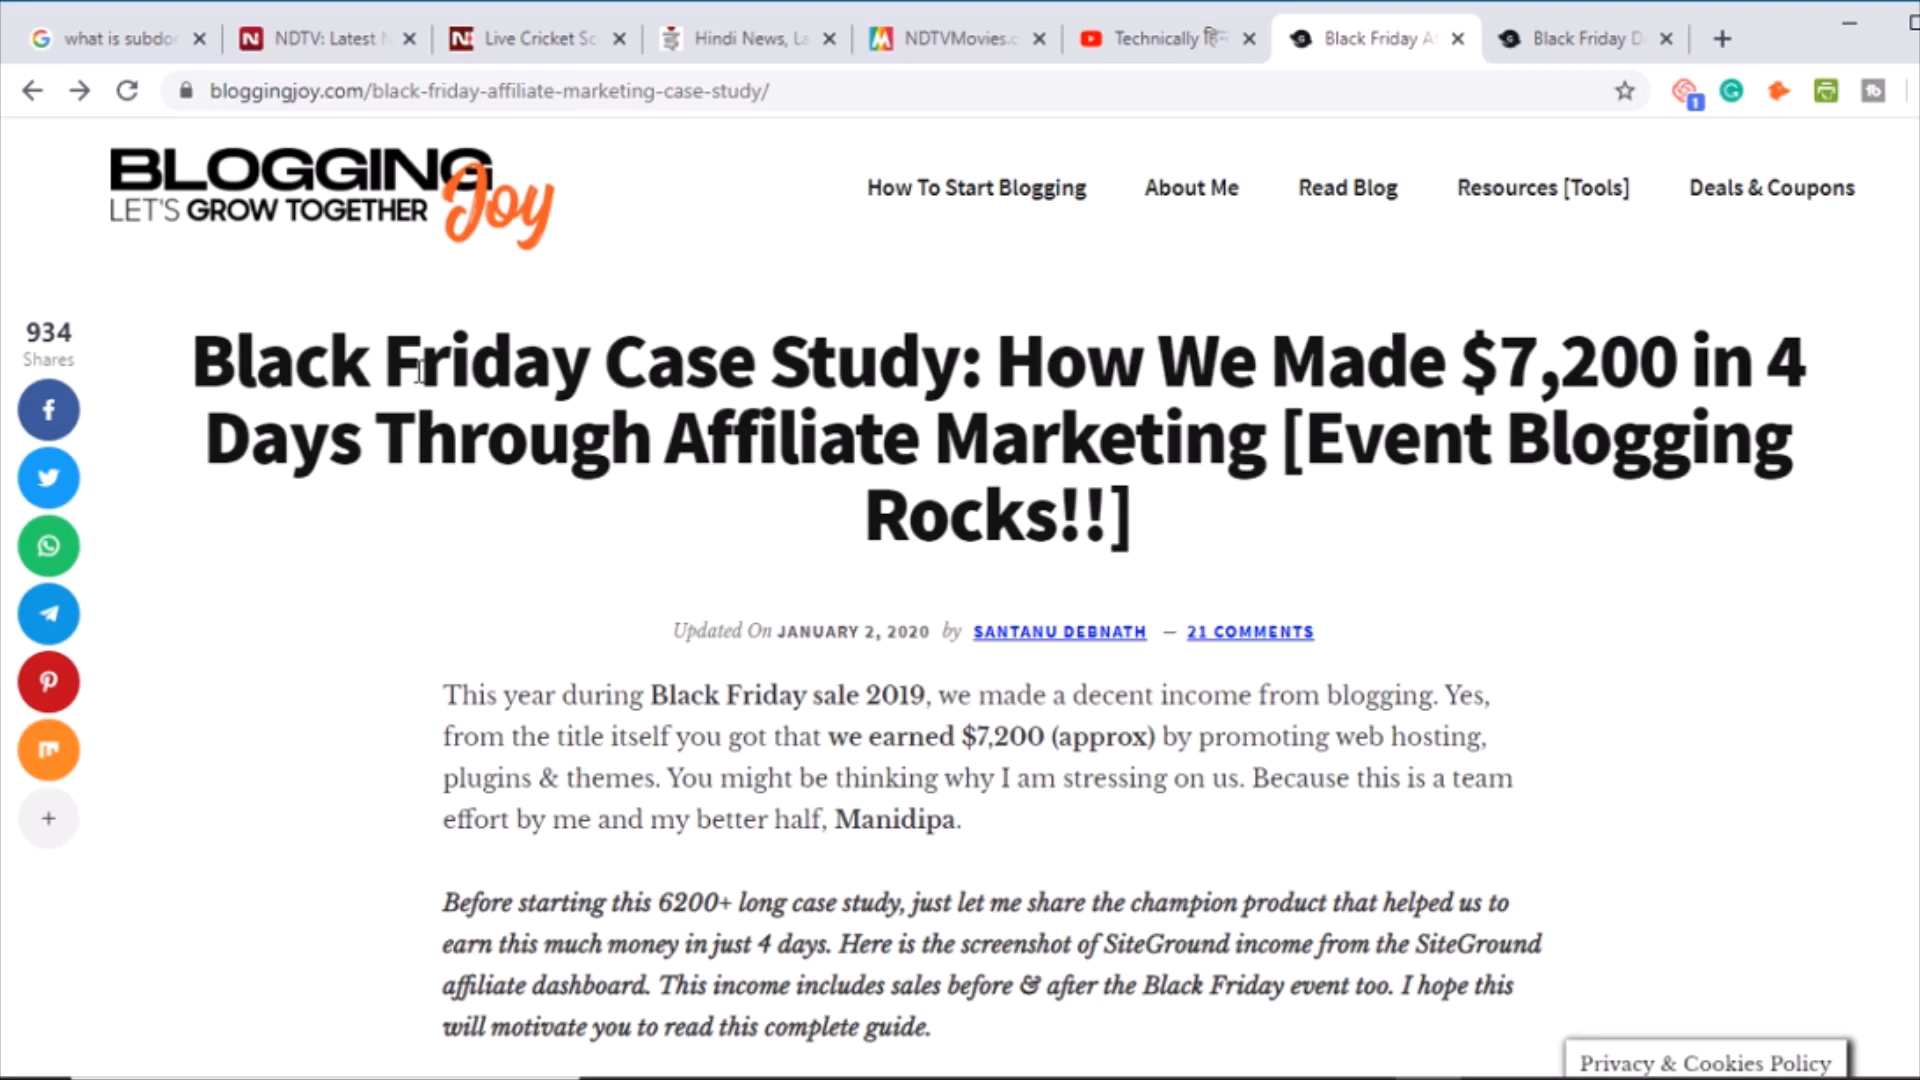 what is subdor
NDTV: Latest
Live Cricket Sc
Hindi News, La
NDTVMovies.c
Technically हिन
Black Friday A
Black Friday D
bloggingjoy.com/black-friday-affiliate-marketing-case-study/
1
BLOGGING
Joy
LET'S GROW TOGETHER
How To Start Blogging
About Me
Read Blog
Resources [Tools]
Deals & Coupons
934
Shares
Black Friday Case Study: How We Made $7,200 in 4
Days Through Affiliate Marketing [Event Blogging
Rocks!!]
Updated On JANUARY 2, 2020 by SANTANU DEBNATH — 21 COMMENTS
This year during Black Friday sale 2019, we made a decent income from blogging. Yes,
from the title itself you got that we earned $7,200 (approx) by promoting web hosting,
plugins & themes. You might be thinking why I am stressing on us. Because this is a team
effort by me and my better half, Manidipa.
Before starting this 6200+ long case study, just let me share the champion product that helped us to
earn this much money in just 4 days. Here is the screenshot of SiteGround income from the SiteGround
affiliate dashboard. This income includes sales before & after the Black Friday event too. I hope this
will motivate you to read this complete guide.
Privacy & Cookies Policy